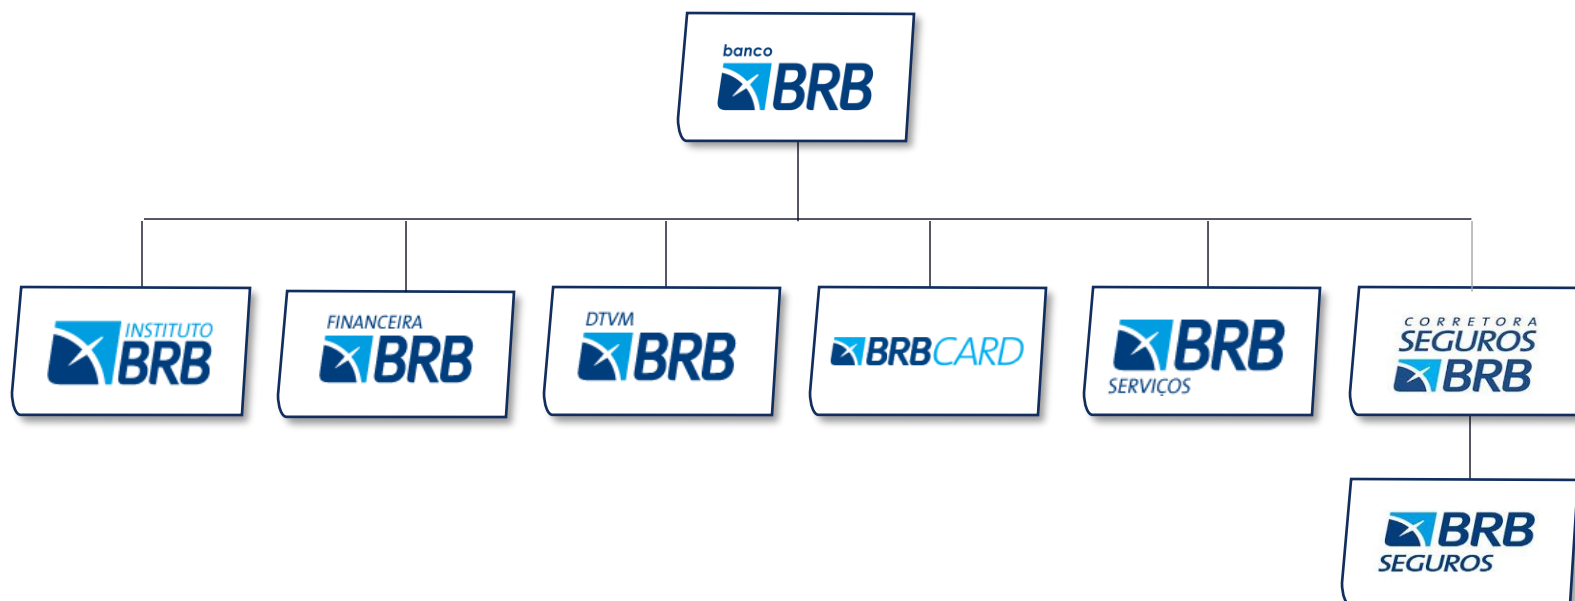 banco
BRB
INSTITUTO
BRB
FINANCEIRA
BRB
DTVM
BRB
BRBCARD
BRB
SERVIÇOS
CORRETORA
SEGUROS
BRB
BRB
SEGUROS